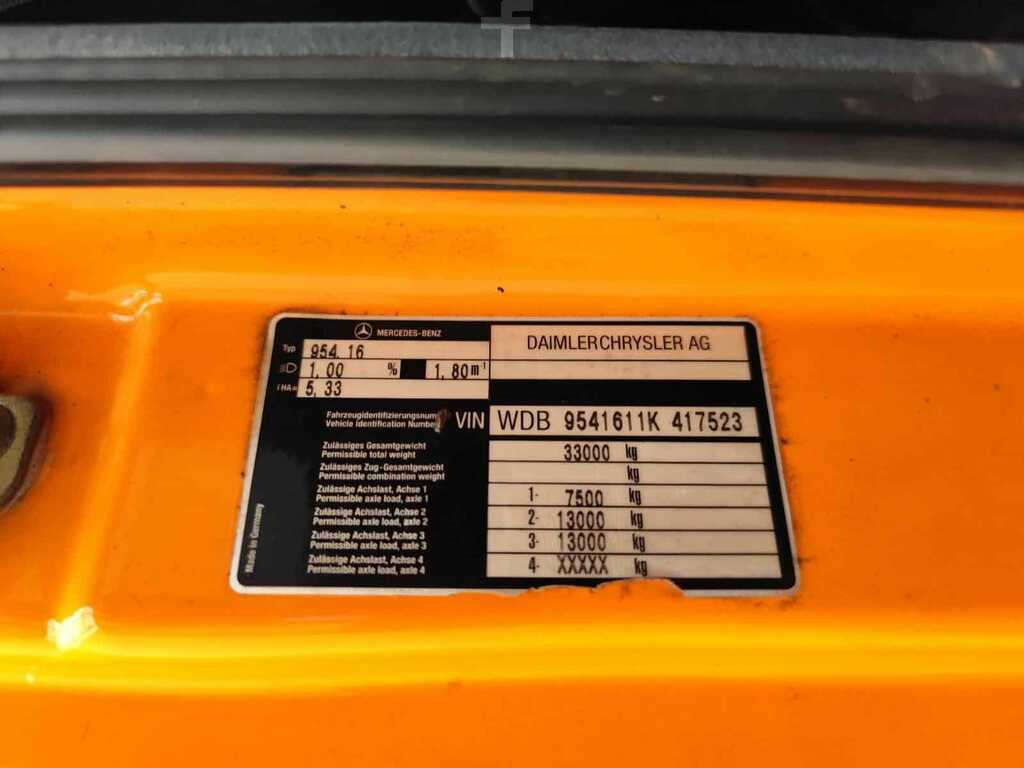 f
MERCEDES-BENZ
DAIMLERCHRYSLER AG
Typ 954.16
1,00 % 1,80 m⁻¹
i HA= 5,33
Fahrzeugidentifizierungsnum
Vehicle Identification Number VIN WDB 9541611K 417523
Zulässiges Gesamtgewicht
Permissible total weight 33000 kg
Zulässiges Zug-Gesamtgewicht
Permissible combination weight kg
Zulässige Achslast, Achse 1
Permissible axle load, axle 1 1- 7500 kg
Zulässige Achslast, Achse 2
Permissible axle load, axle 2 2- 13000 kg
Zulässige Achslast, Achse 3
Permissible axle load, axle 3 3- 13000 kg
Zulässige Achslast, Achse 4
Permissible axle load, axle 4 4- XXXXX kg
Made in Germany